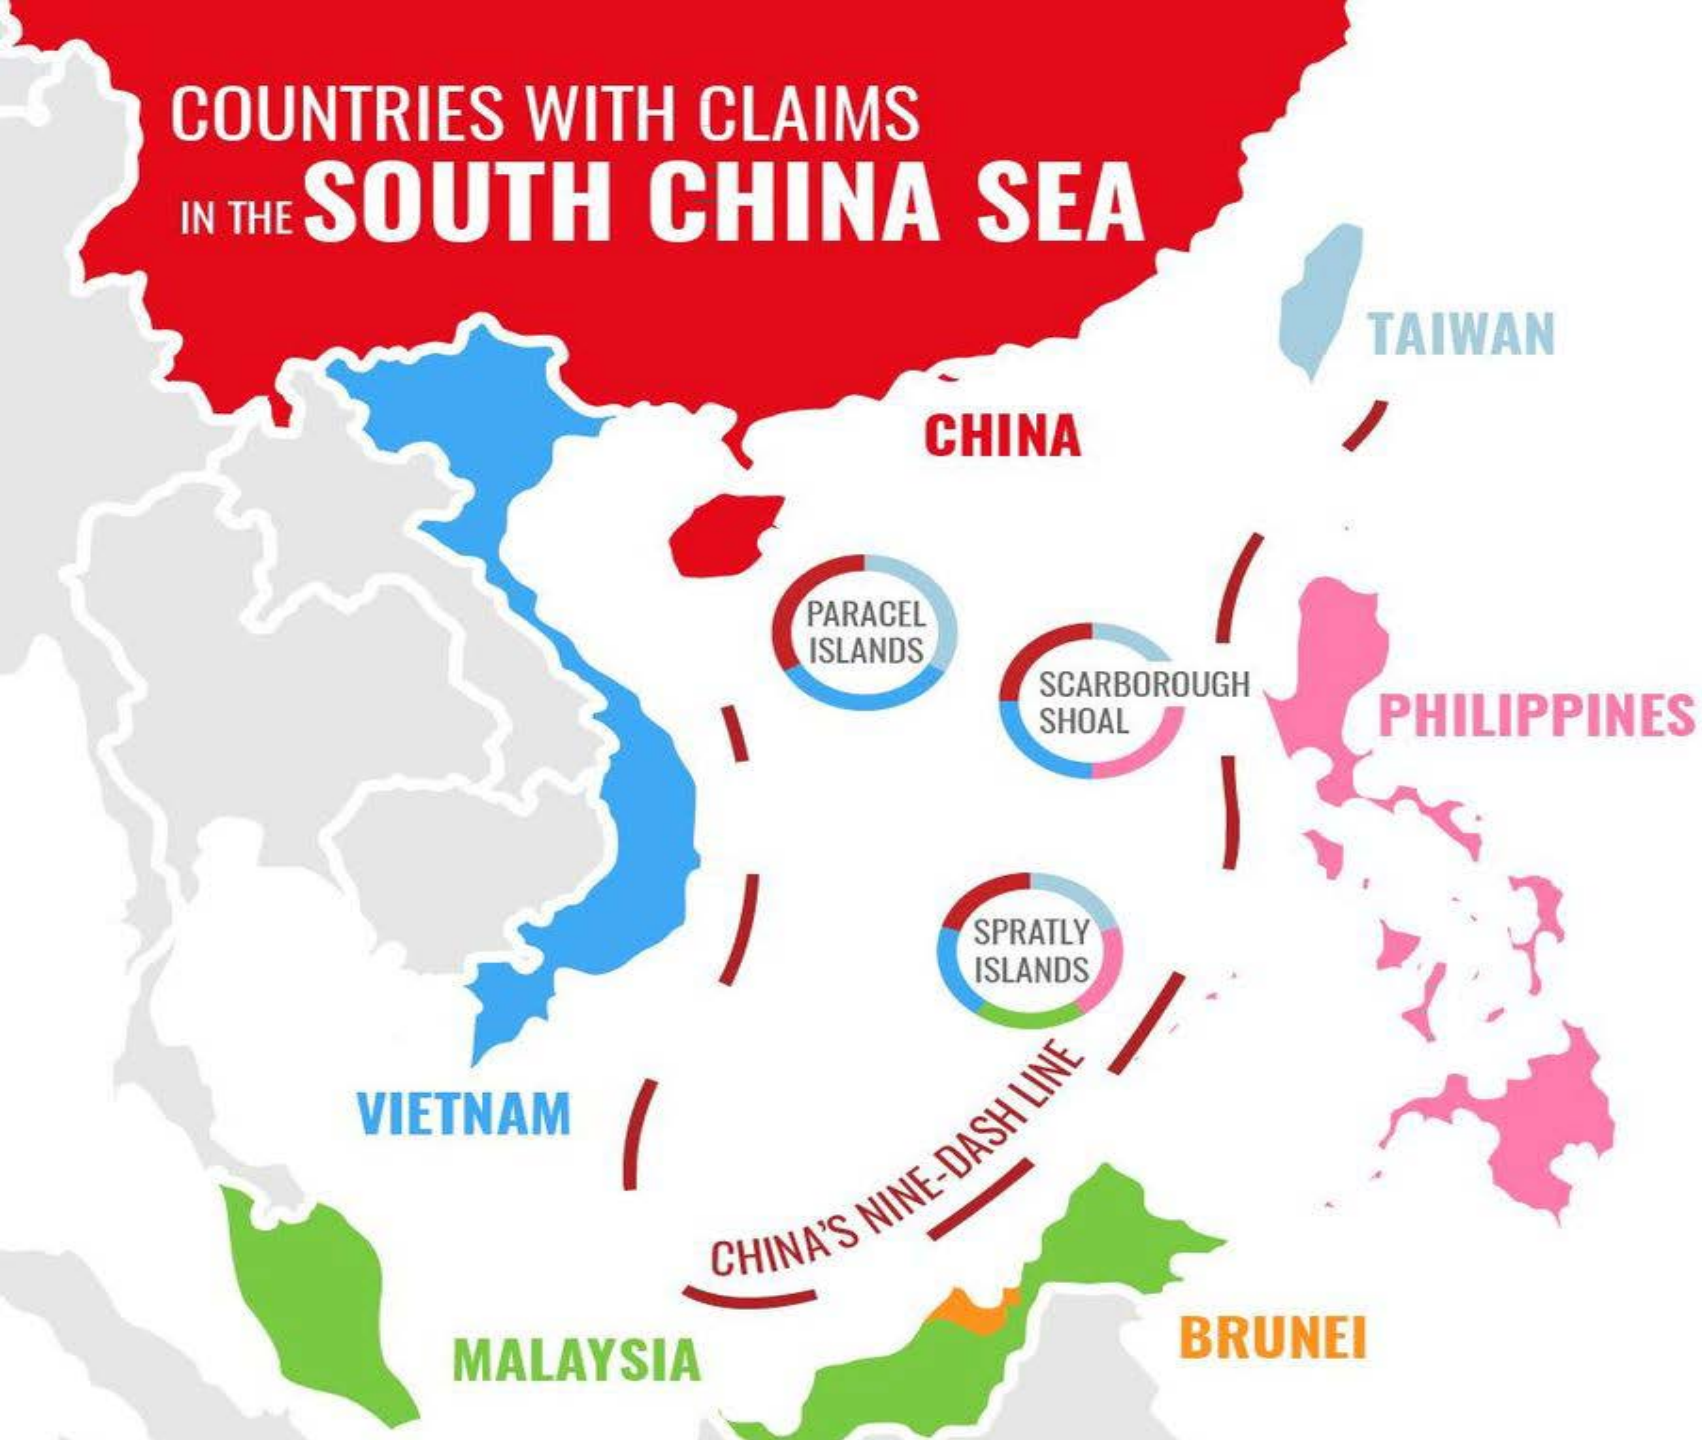 COUNTRIES WITH CLAIMS
IN THE SOUTH CHINA SEA
TAIWAN
CHINA
PARACEL
ISLANDS
SCARBOROUGH
SHOAL
PHILIPPINES
SPRATLY
ISLANDS
VIETNAM
CHINA'S NINE-DASH LINE
MALAYSIA
BRUNEI